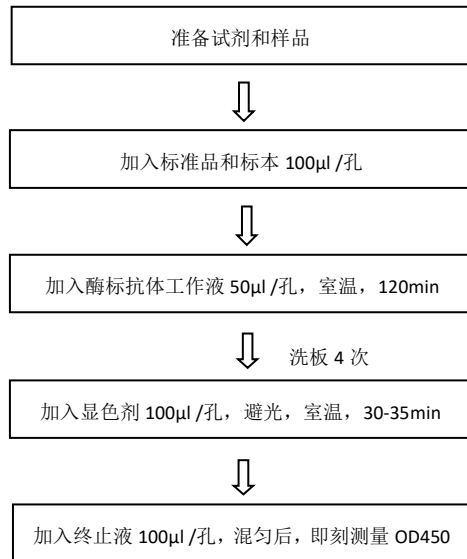 准备试剂和样品
加入标准品和标本 100μl /孔
加入酶标抗体工作液 50μl /孔，室温，120min
洗板 4 次
加入显色剂 100μl /孔，避光，室温，30-35min
加入终止液 100μl /孔，混匀后，即刻测量 OD450